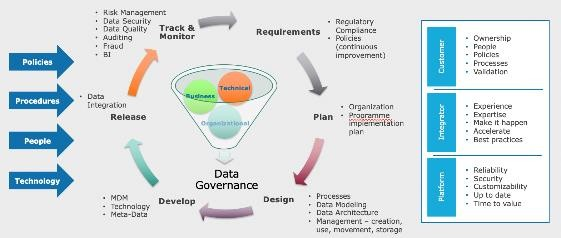 Policies
Procedures
People
Technology
• Risk Management
• Data Security
• Data Quality
• Auditing
• Fraud
• BI
Track &
Monitor
Requirements
• Regulatory
Compliance
• Policies
(continuous
improvement)
• Data
Integration
Release
Business
Technical
Organizational
Data
Governance
Plan
• Organization
• Programme
implementation
plan
• MDM
• Technology
• Meta-Data
Develop
Design
• Processes
• Data Modeling
• Data Architecture
• Management – creation,
use, movement, storage
Customer
• Ownership
• People
• Policies
• Processes
• Validation
Integrator
• Experience
• Expertise
• Make it happen
• Accelerate
• Best practices
Platform
• Reliability
• Security
• Customizability
• Up to date
• Time to value